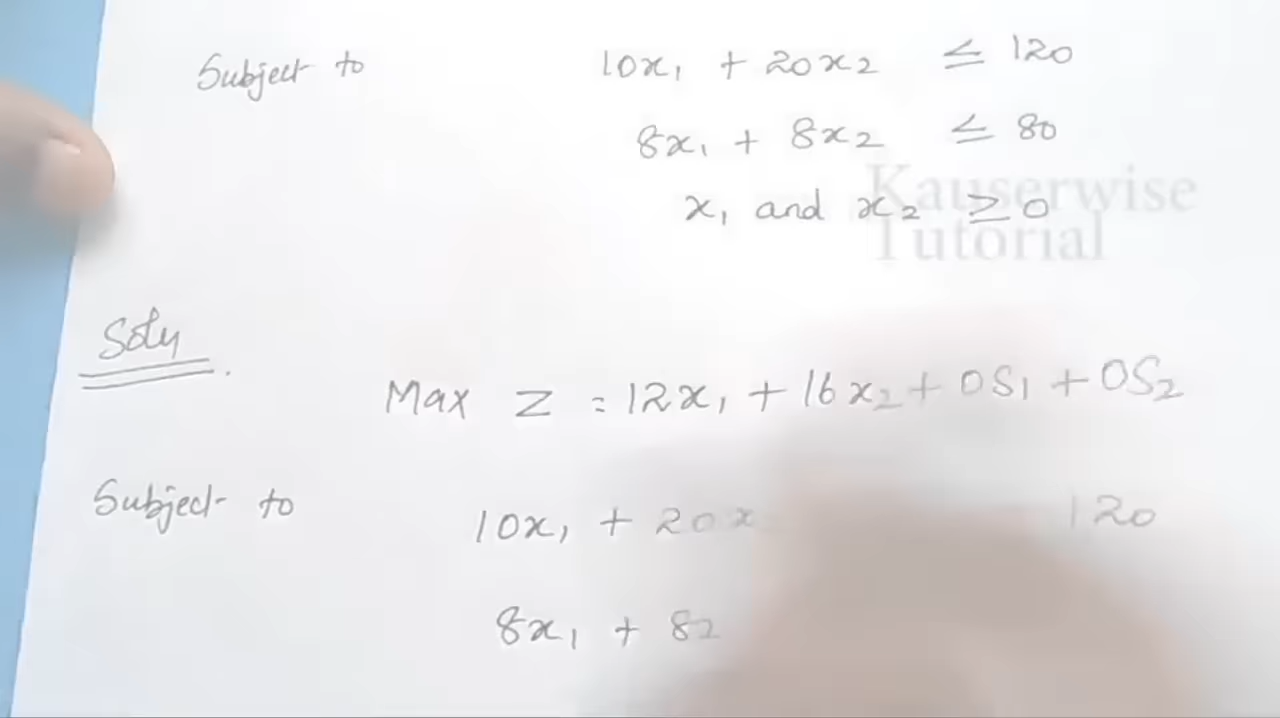 Subject to 10x₁ + 20x₂ ≤ 120
8x₁ + 8x₂ ≤ 80
x₁ and x₂ ≥ 0
Kauserwise
Tutorial
Soln.
Max Z = 12x₁ + 16x₂ + 0S₁ + 0S₂
Subject to 10x₁ + 20x 120
8x₁ + 8